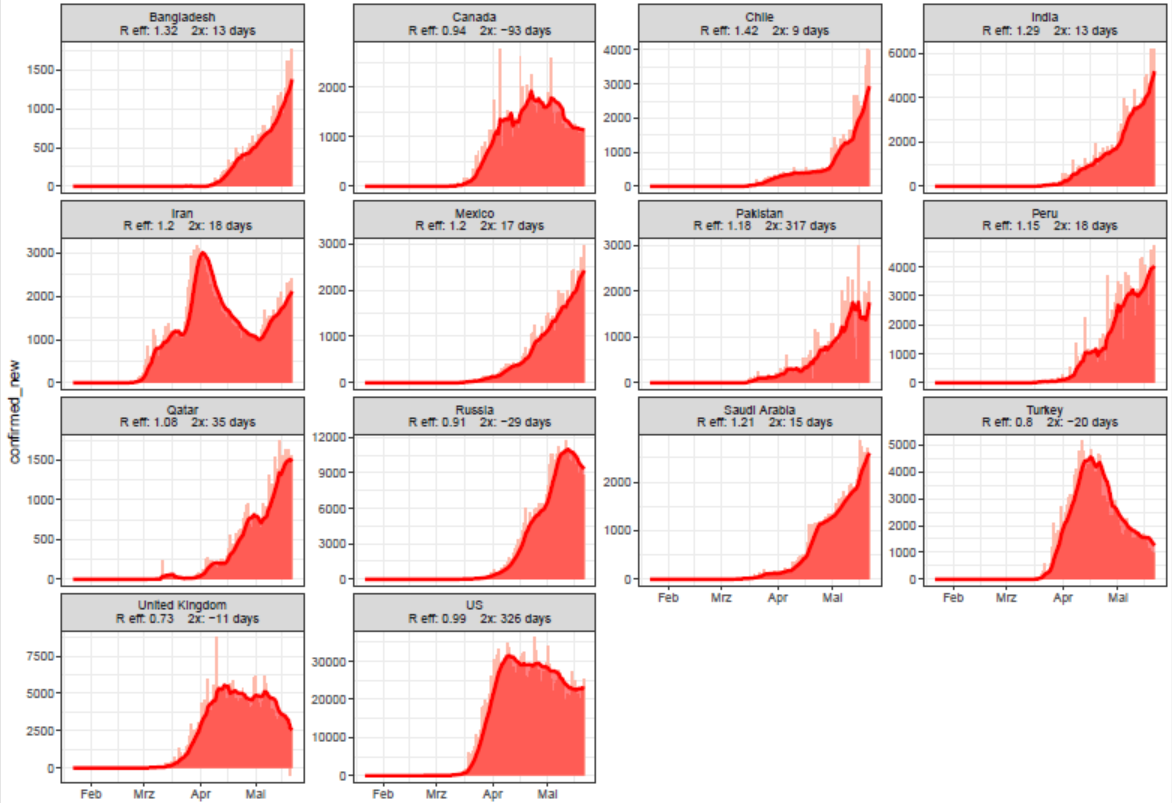 Bangladesh
R eff: 1.32 2x: 13 days
Canada
R eff: 0.94 2x: −93 days
Chile
R eff: 1.42 2x: 9 days
India
R eff: 1.29 2x: 13 days
1500
1000
500
0
2000
1000
0
4000
3000
2000
1000
0
6000
4000
2000
0
Iran
R eff: 1.2 2x: 18 days
Mexico
R eff: 1.2 2x: 17 days
Pakistan
R eff: 1.18 2x: 317 days
Peru
R eff: 1.15 2x: 18 days
3000
2000
1000
0
3000
2000
1000
0
3000
2000
1000
0
4000
3000
2000
1000
0
confirmed_new
Qatar
R eff: 1.08 2x: 35 days
Russia
R eff: 0.91 2x: −29 days
Saudi Arabia
R eff: 1.21 2x: 15 days
Turkey
R eff: 0.8 2x: −20 days
1500
1000
500
0
12000
9000
6000
3000
0
2000
1000
0
5000
4000
3000
2000
1000
0
Feb Mrz Apr Mai
Feb Mrz Apr Mai
United Kingdom
R eff: 0.73 2x: −11 days
US
R eff: 0.99 2x: 326 days
7500
5000
2500
0
30000
20000
10000
0
Feb Mrz Apr Mai
Feb Mrz Apr Mai